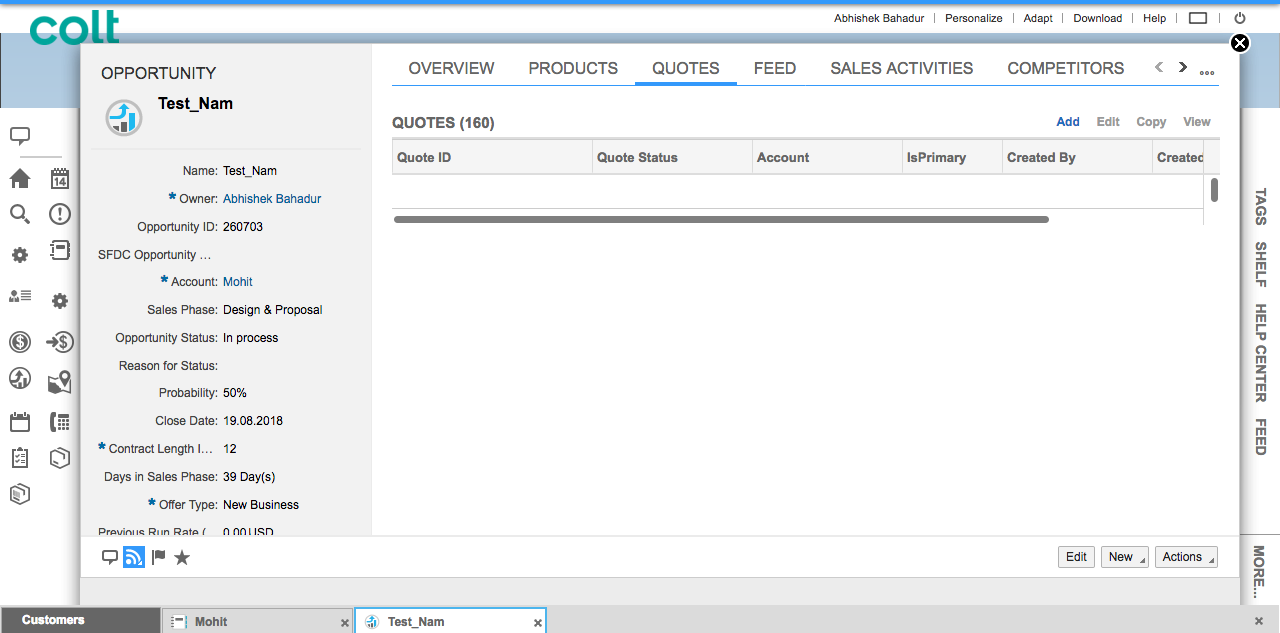 colt
Abhishek Bahadur | Personalize | Adapt | Download | Help
OPPORTUNITY
Test_Nam
OVERVIEW PRODUCTS QUOTES FEED SALES ACTIVITIES COMPETITORS
QUOTES (160)
Add Edit Copy View
Quote ID Quote Status Account IsPrimary Created By Created
14
Name: Test_Nam
* Owner: Abhishek Bahadur
Opportunity ID: 260703
SFDC Opportunity ...
* Account: Mohit
Sales Phase: Design & Proposal
Opportunity Status: In process
Reason for Status:
Probability: 50%
Close Date: 19.08.2018
* Contract Length I... 12
Days in Sales Phase: 39 Day(s)
* Offer Type: New Business
Previous Run Rate (... 0.00 USD
TAGS
SHELF
HELP CENTER
FEED
MORE...
Edit New Actions
Customers Mohit Test_Nam